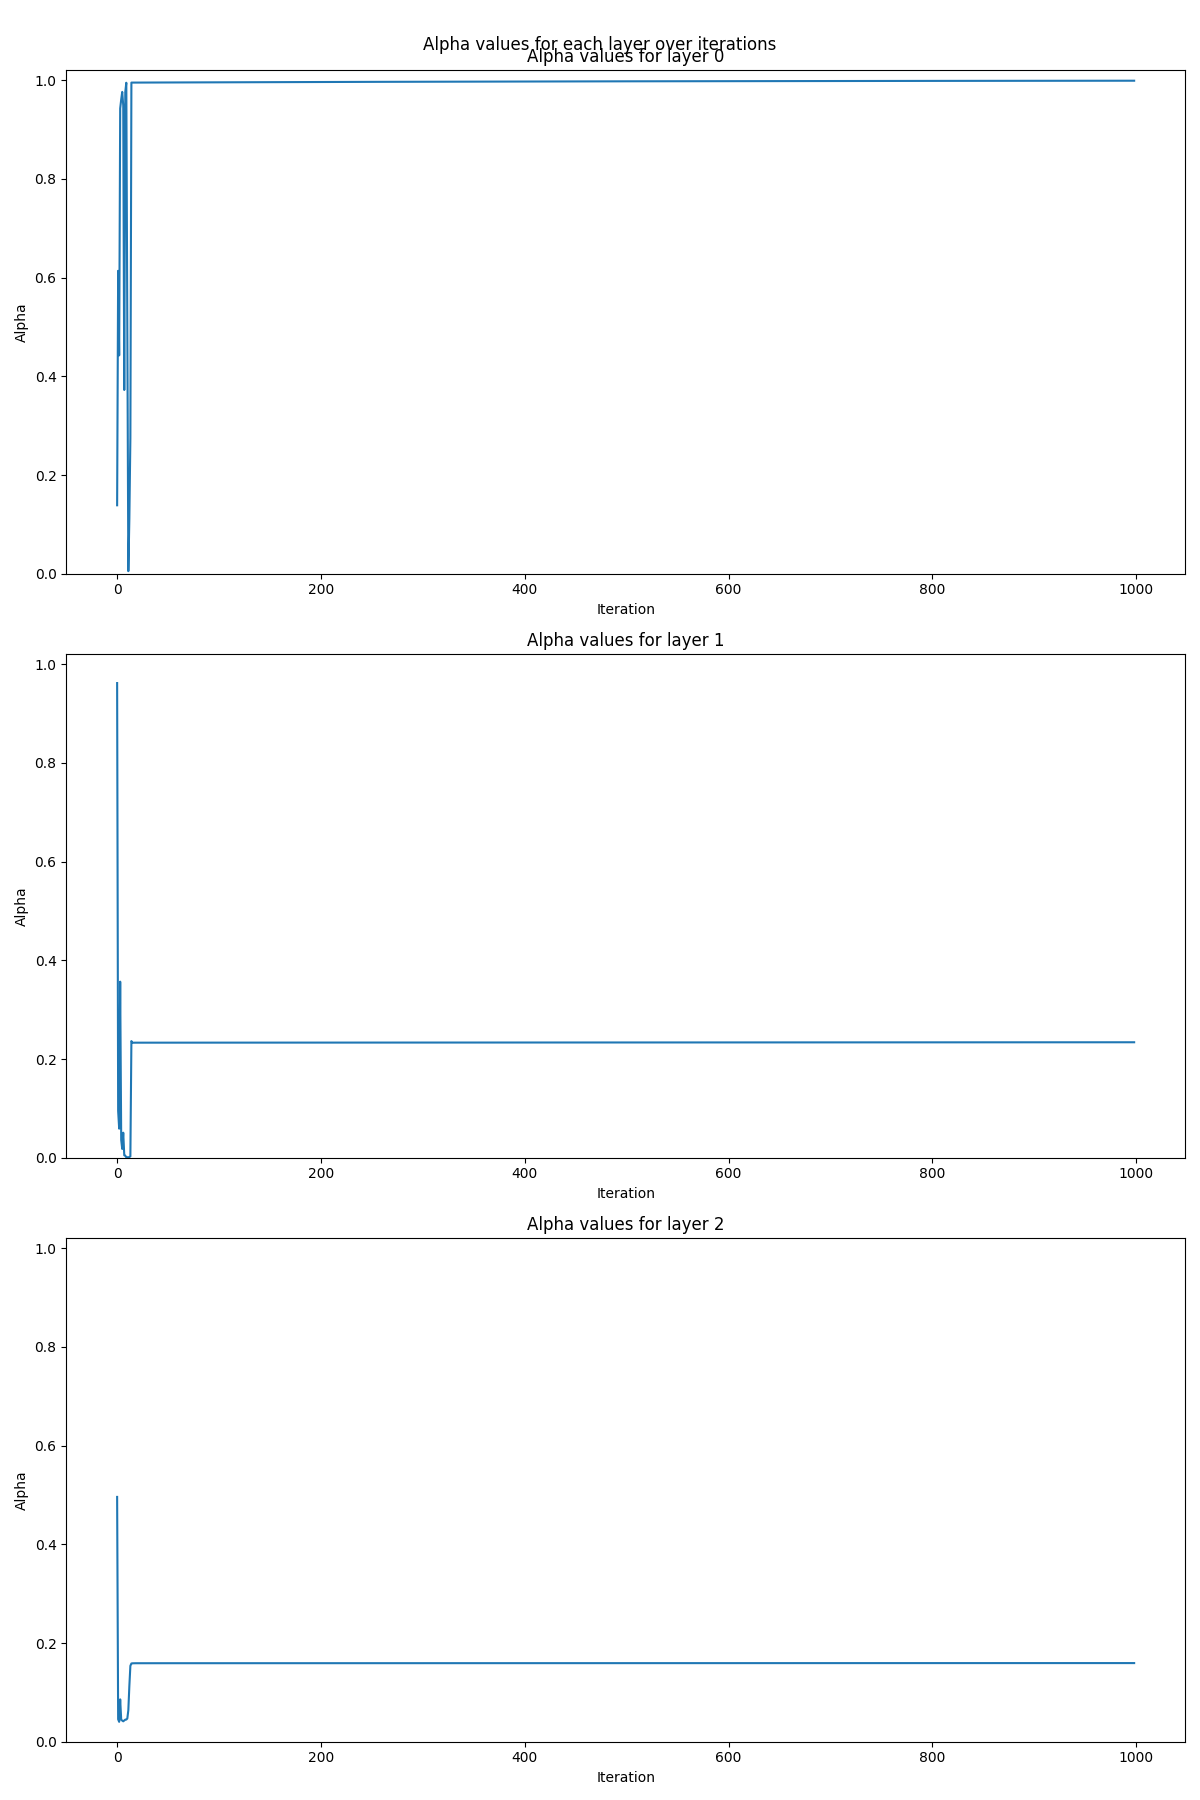 Alpha values for each layer over iterations
Alpha values for layer 0
1.0
0.8
0.6
0.4
0.2
0.0
Alpha
0 200 400 600 800 1000
Iteration
Alpha values for layer 1
1.0
0.8
0.6
0.4
0.2
0.0
Alpha
0 200 400 600 800 1000
Iteration
Alpha values for layer 2
1.0
0.8
0.6
0.4
0.2
0.0
Alpha
0 200 400 600 800 1000
Iteration